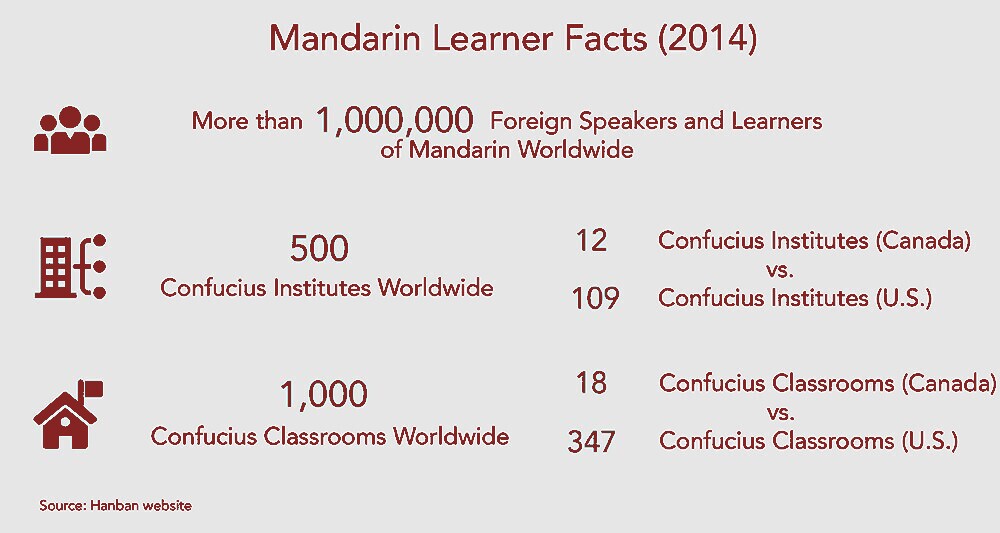 Mandarin Learner Facts (2014)
More than 1,000,000 Foreign Speakers and Learners
of Mandarin Worldwide
500
Confucius Institutes Worldwide
12 Confucius Institutes (Canada)
vs.
109 Confucius Institutes (U.S.)
1,000
Confucius Classrooms Worldwide
18 Confucius Classrooms (Canada)
vs.
347 Confucius Classrooms (U.S.)
Source: Hanban website